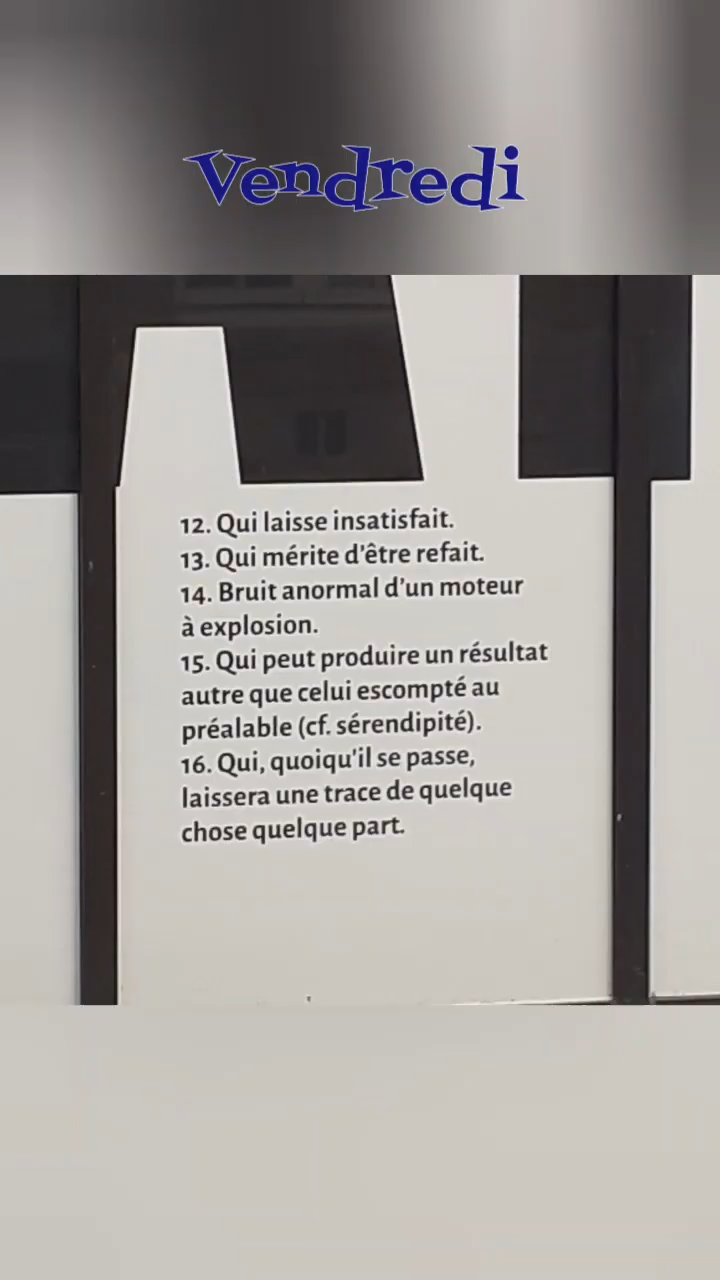 Vendredi
12. Qui laisse insatisfait.
13. Qui mérite d'être refait.
14. Bruit anormal d'un moteur
à explosion.
15. Qui peut produire un résultat
autre que celui escompté au
préalable (cf. sérendipité).
16. Qui, quoiqu'il se passe,
laissera une trace de quelque
chose quelque part.